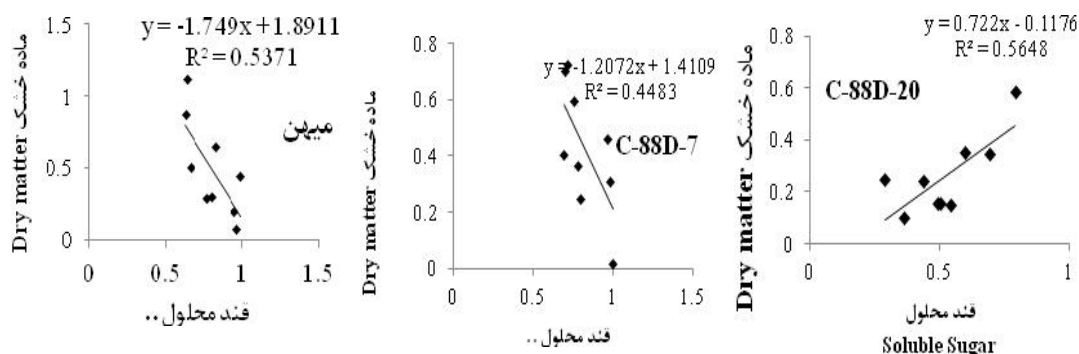 y = -1.749x + 1.8911
R² = 0.5371
ماده خشک Dry matter
1.5
1
0.5
0
میهن
0
0.5
1
1.5
قند محلول ..
y = -1.2072x + 1.4109
R² = 0.4483
ماده خشک Dry matter
0.8
0.6
0.4
0.2
0
C-88D-7
0
0.5
1
1.5
قند محلول ..
y = 0.722x - 0.1176
R² = 0.5648
ماده خشک Dry matter
0.8
0.6
0.4
0.2
0
C-88D-20
0
0.5
1
قند محلول
Soluble Sugar